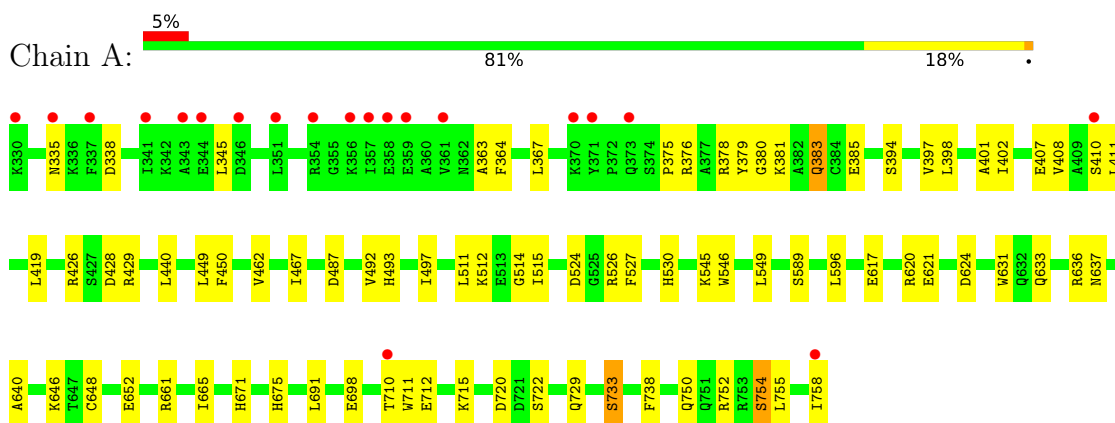 5%
Chain A:
81% 18% •
K330 N335 K336 F337 D338 I341 K342 A343 E344 L345 D346 L351 R354 G355 K356 I357 E358 E359 A360 V361 N362 A363 F364 L367 K370 Y371 P372 Q373 S374 P375 R376 A377 R378 Y379 G380 K381 A382 Q383 C384 E385 S394 V397 L398 A401 I402 E407 V408 A409 S410 L411
L419 R426 S427 D428 R429 L440 L449 F450 V462 I467 D487 V492 H493 I497 L511 K512 E513 G514 I515 D524 G525 R526 F527 H530 K545 W546 L549 S589 L596 E617 R620 E621 D624 W631 Q632 Q633 R636 N637
A640 K646 T647 C648 E652 R661 I665 H671 H675 L691 E698 T710 W711 E712 K715 D720 D721 S722 Q729 S733 F738 Q750 Q751 R752 R753 S754 L755 I758